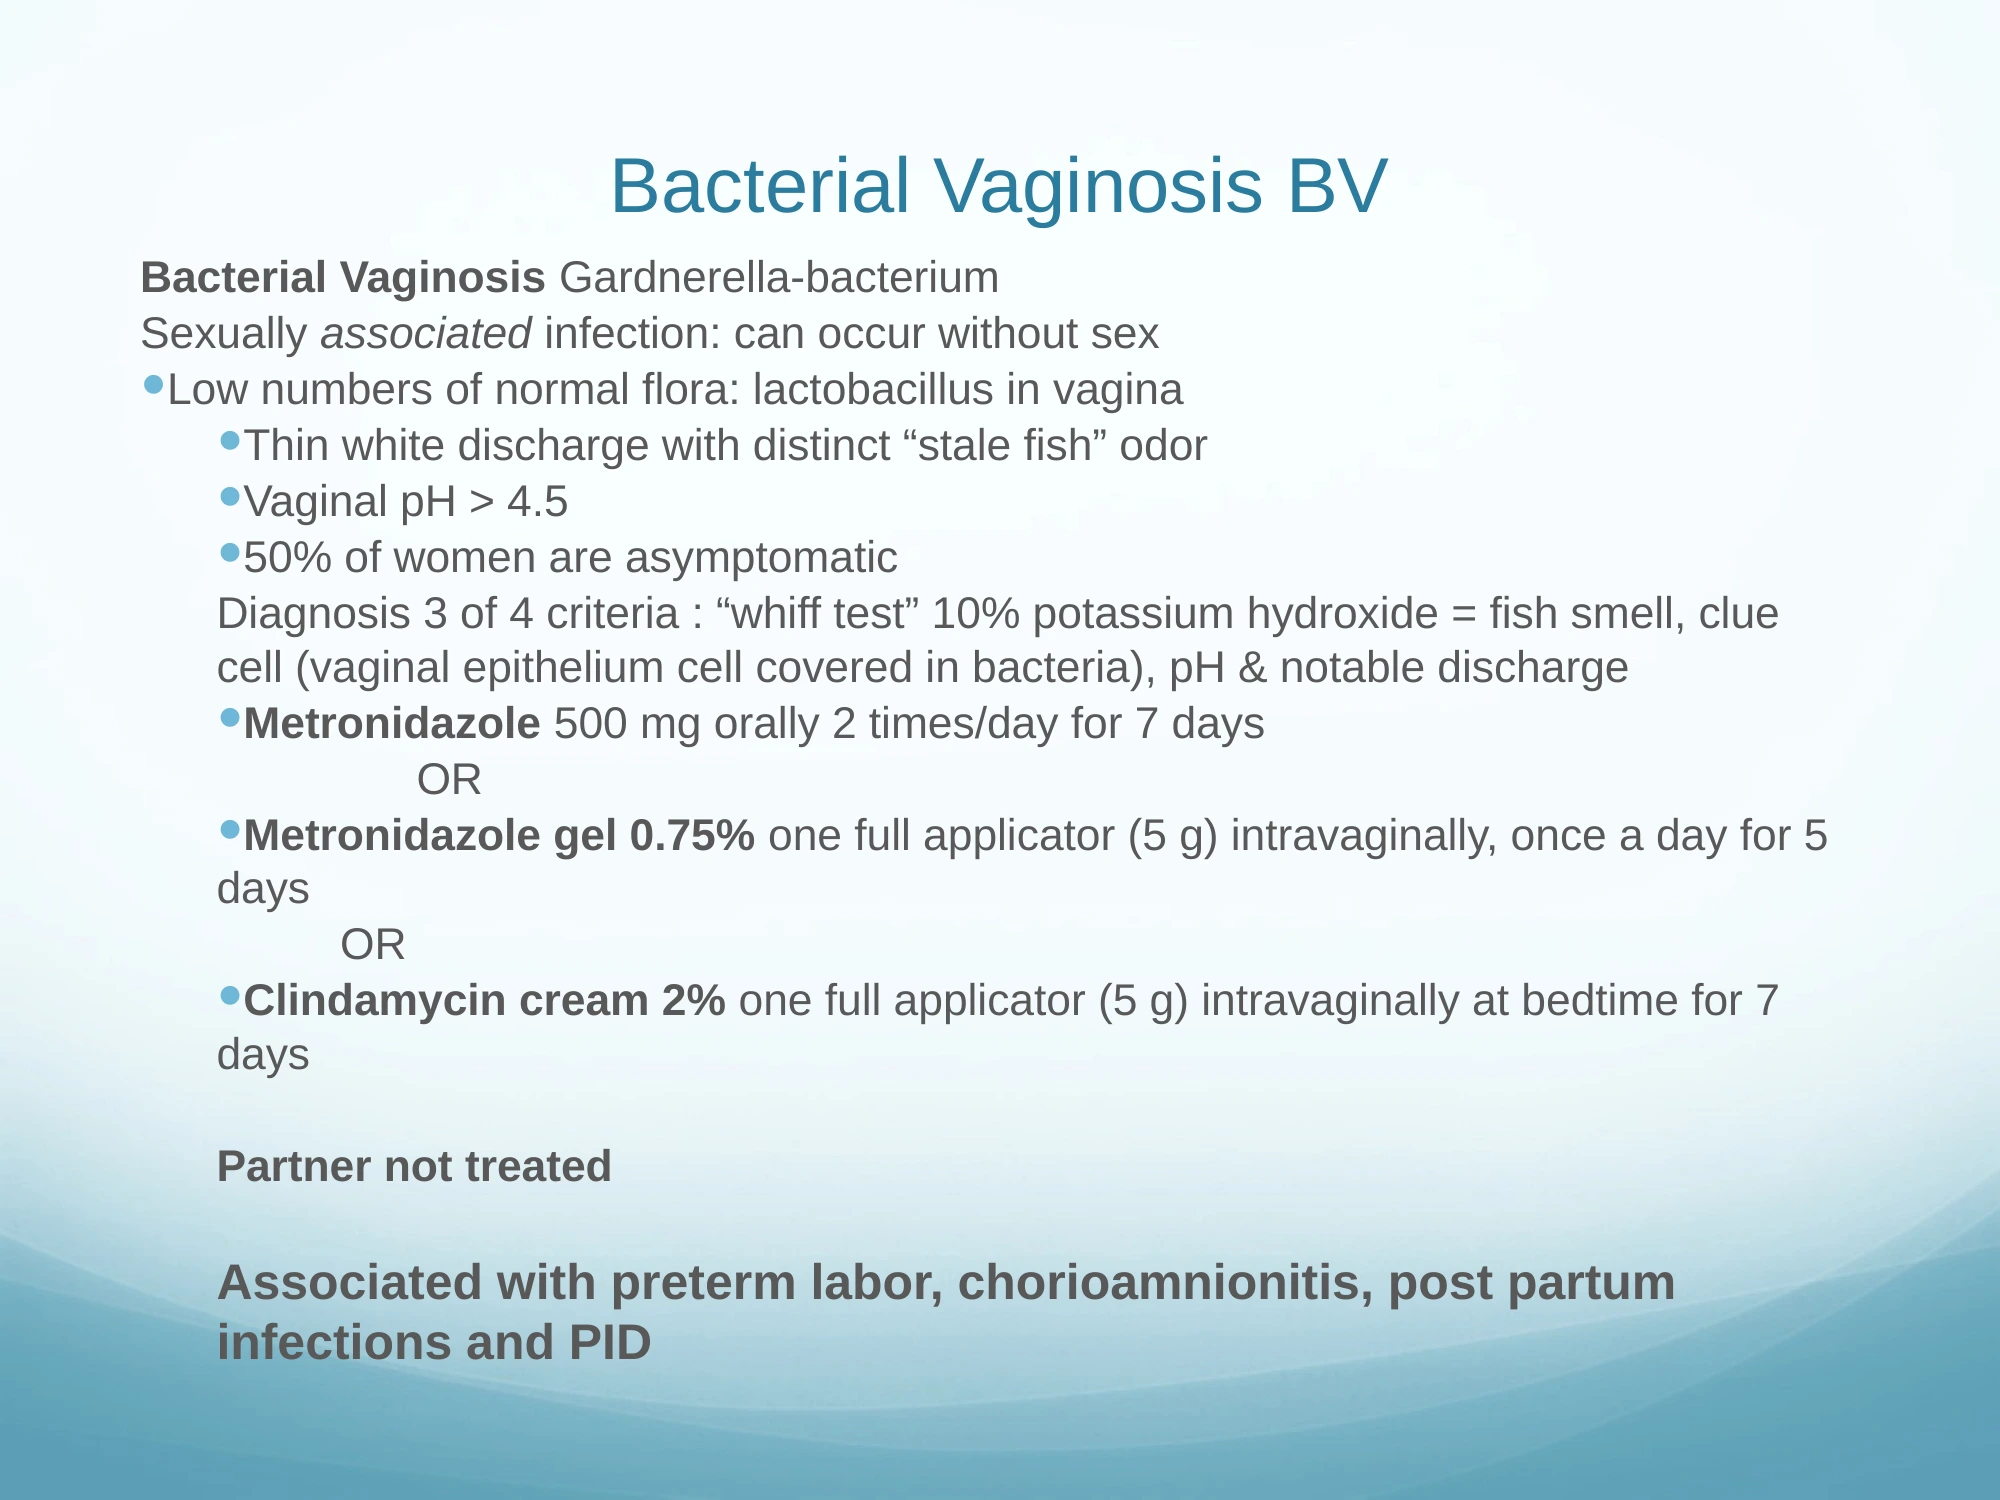 Bacterial Vaginosis BV
Bacterial Vaginosis Gardnerella-bacterium
Sexually associated infection: can occur without sex
•Low numbers of normal flora: lactobacillus in vagina
•Thin white discharge with distinct “stale fish” odor
•Vaginal pH > 4.5
•50% of women are asymptomatic
Diagnosis 3 of 4 criteria : “whiff test” 10% potassium hydroxide = fish smell, clue
cell (vaginal epithelium cell covered in bacteria), pH & notable discharge
•Metronidazole 500 mg orally 2 times/day for 7 days
OR
•Metronidazole gel 0.75% one full applicator (5 g) intravaginally, once a day for 5
days
OR
•Clindamycin cream 2% one full applicator (5 g) intravaginally at bedtime for 7
days
Partner not treated
Associated with preterm labor, chorioamnionitis, post partum
infections and PID